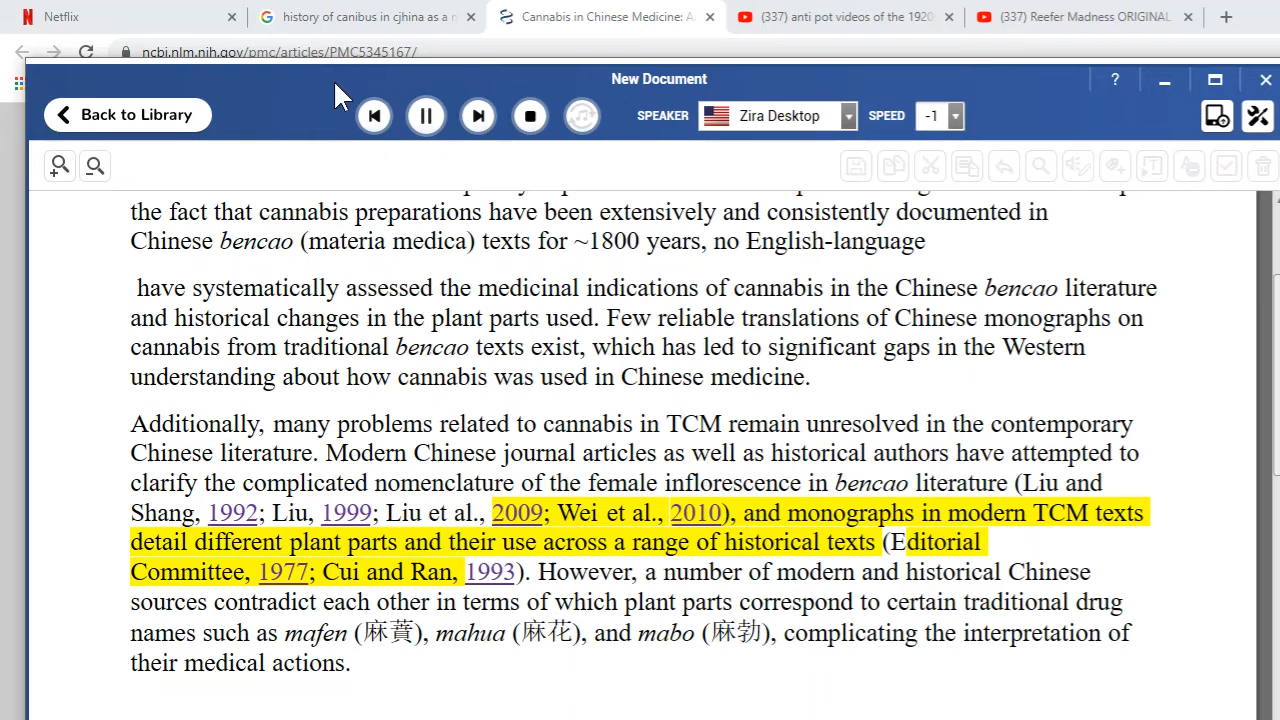 Netflix
history of canibus in cjhina as a m
Cannabis in Chinese Medicine: A
(337) anti pot videos of the 1920
(337) Reefer Madness ORIGINAL
ncbi.nlm.nih.gov/pmc/articles/PMC5345167/
New Document
?
Back to Library
SPEAKER
Zira Desktop
SPEED
-1
the fact that cannabis preparations have been extensively and consistently documented in
Chinese bencao (materia medica) texts for ~1800 years, no English-language
have systematically assessed the medicinal indications of cannabis in the Chinese bencao literature
and historical changes in the plant parts used. Few reliable translations of Chinese monographs on
cannabis from traditional bencao texts exist, which has led to significant gaps in the Western
understanding about how cannabis was used in Chinese medicine.
Additionally, many problems related to cannabis in TCM remain unresolved in the contemporary
Chinese literature. Modern Chinese journal articles as well as historical authors have attempted to
clarify the complicated nomenclature of the female inflorescence in bencao literature (Liu and
Shang, 1992; Liu, 1999; Liu et al., 2009; Wei et al., 2010), and monographs in modern TCM texts
detail different plant parts and their use across a range of historical texts (Editorial
Committee, 1977; Cui and Ran, 1993). However, a number of modern and historical Chinese
sources contradict each other in terms of which plant parts correspond to certain traditional drug
names such as mafen (麻蕡), mahua (麻花), and mabo (麻勃), complicating the interpretation of
their medical actions.